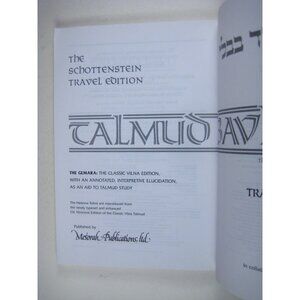 THE
SCHOTTENSTEIN
TRAVEL EDITION
TALMUD BAV
THE GEMARA: THE CLASSIC VILNA EDITION,
WITH AN ANNOTATED, INTERPRETIVE ELUCIDATION,
AS AN AID TO TALMUD STUDY
The Hebrew folios are reproduced from
the newly typeset and enhanced
Oz Vehadar Edition of the Classic Vilna Talmud
Published by
Mesorah Publications, ltd.
TRA